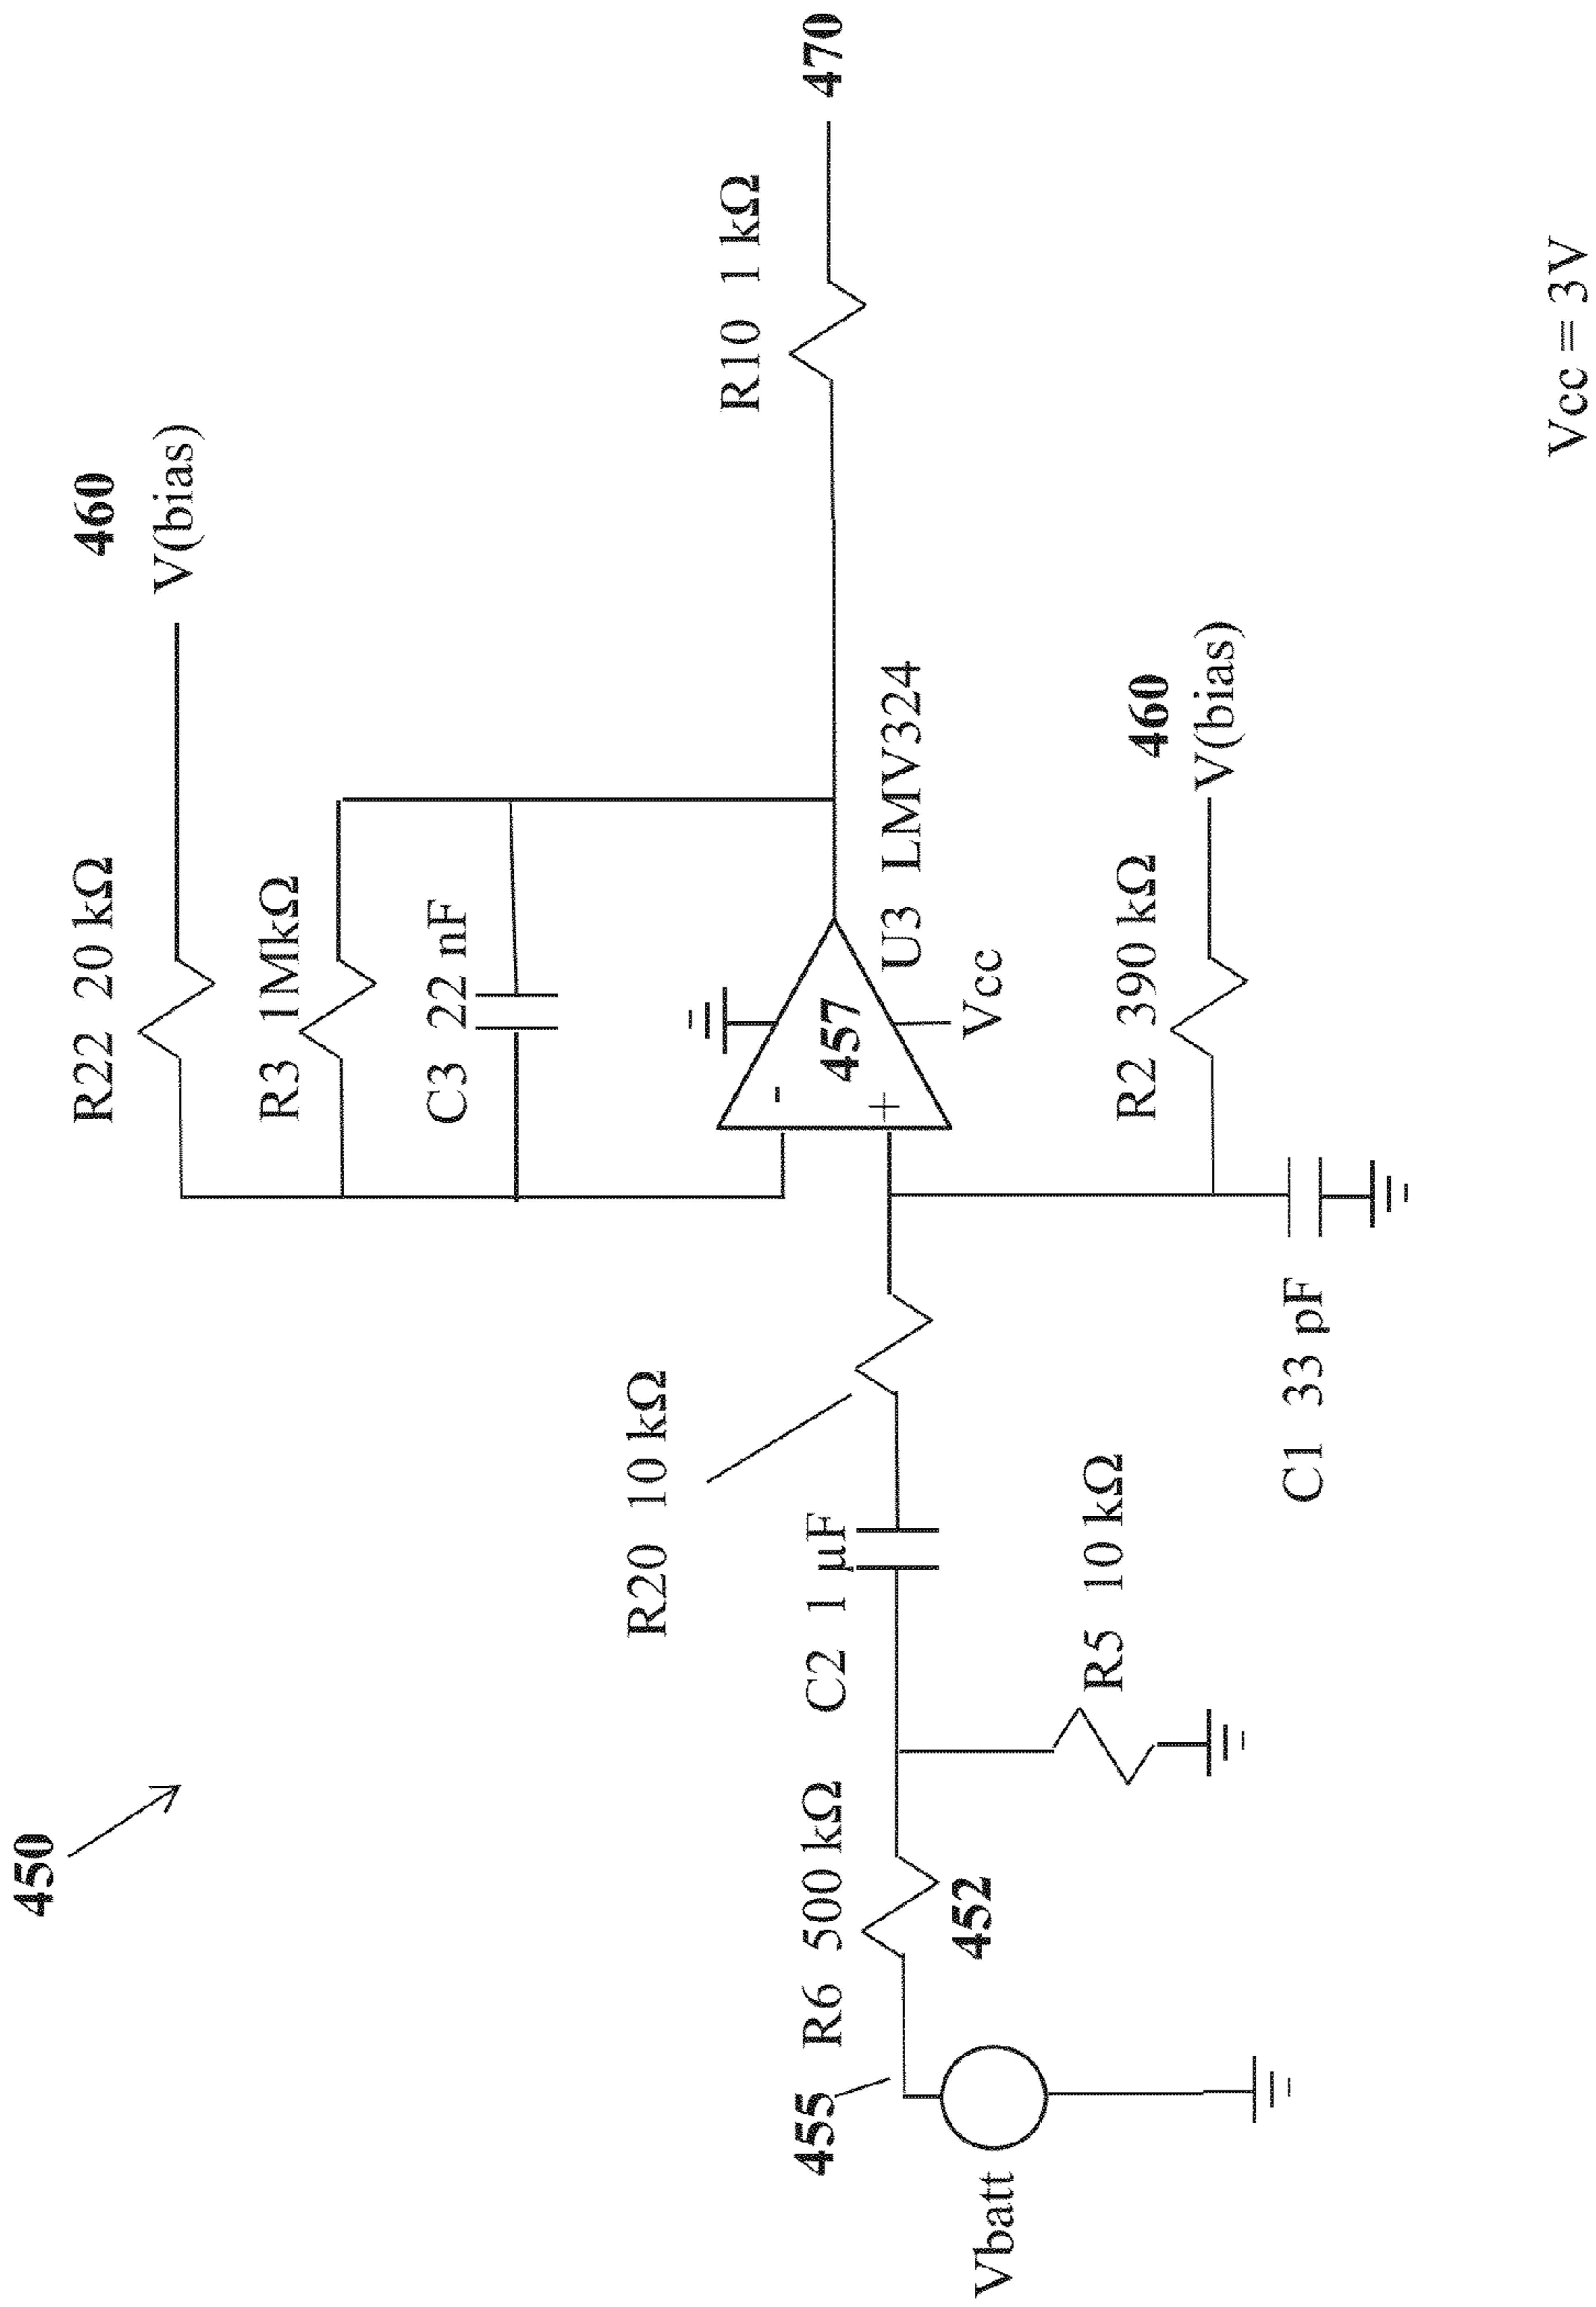 450
460
V(bias)
R22 20 kΩ
R3 1MkΩ
C3 22 nF
R20 10 kΩ
R10 1 kΩ
470
455
R6 500 kΩ
C2 1 µF
-
+
457
U3 LMV324
Vcc
Vbatt
452
R5 10 kΩ
R2 390 kΩ
460
V(bias)
C1 33 pF
Vcc = 3V